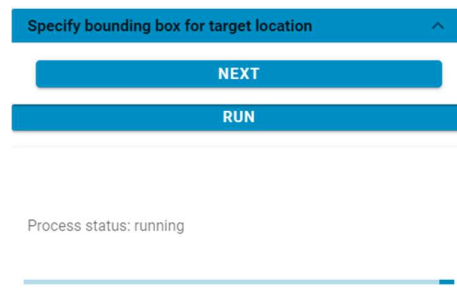 Specify bounding box for target location
NEXT
RUN
Process status: running